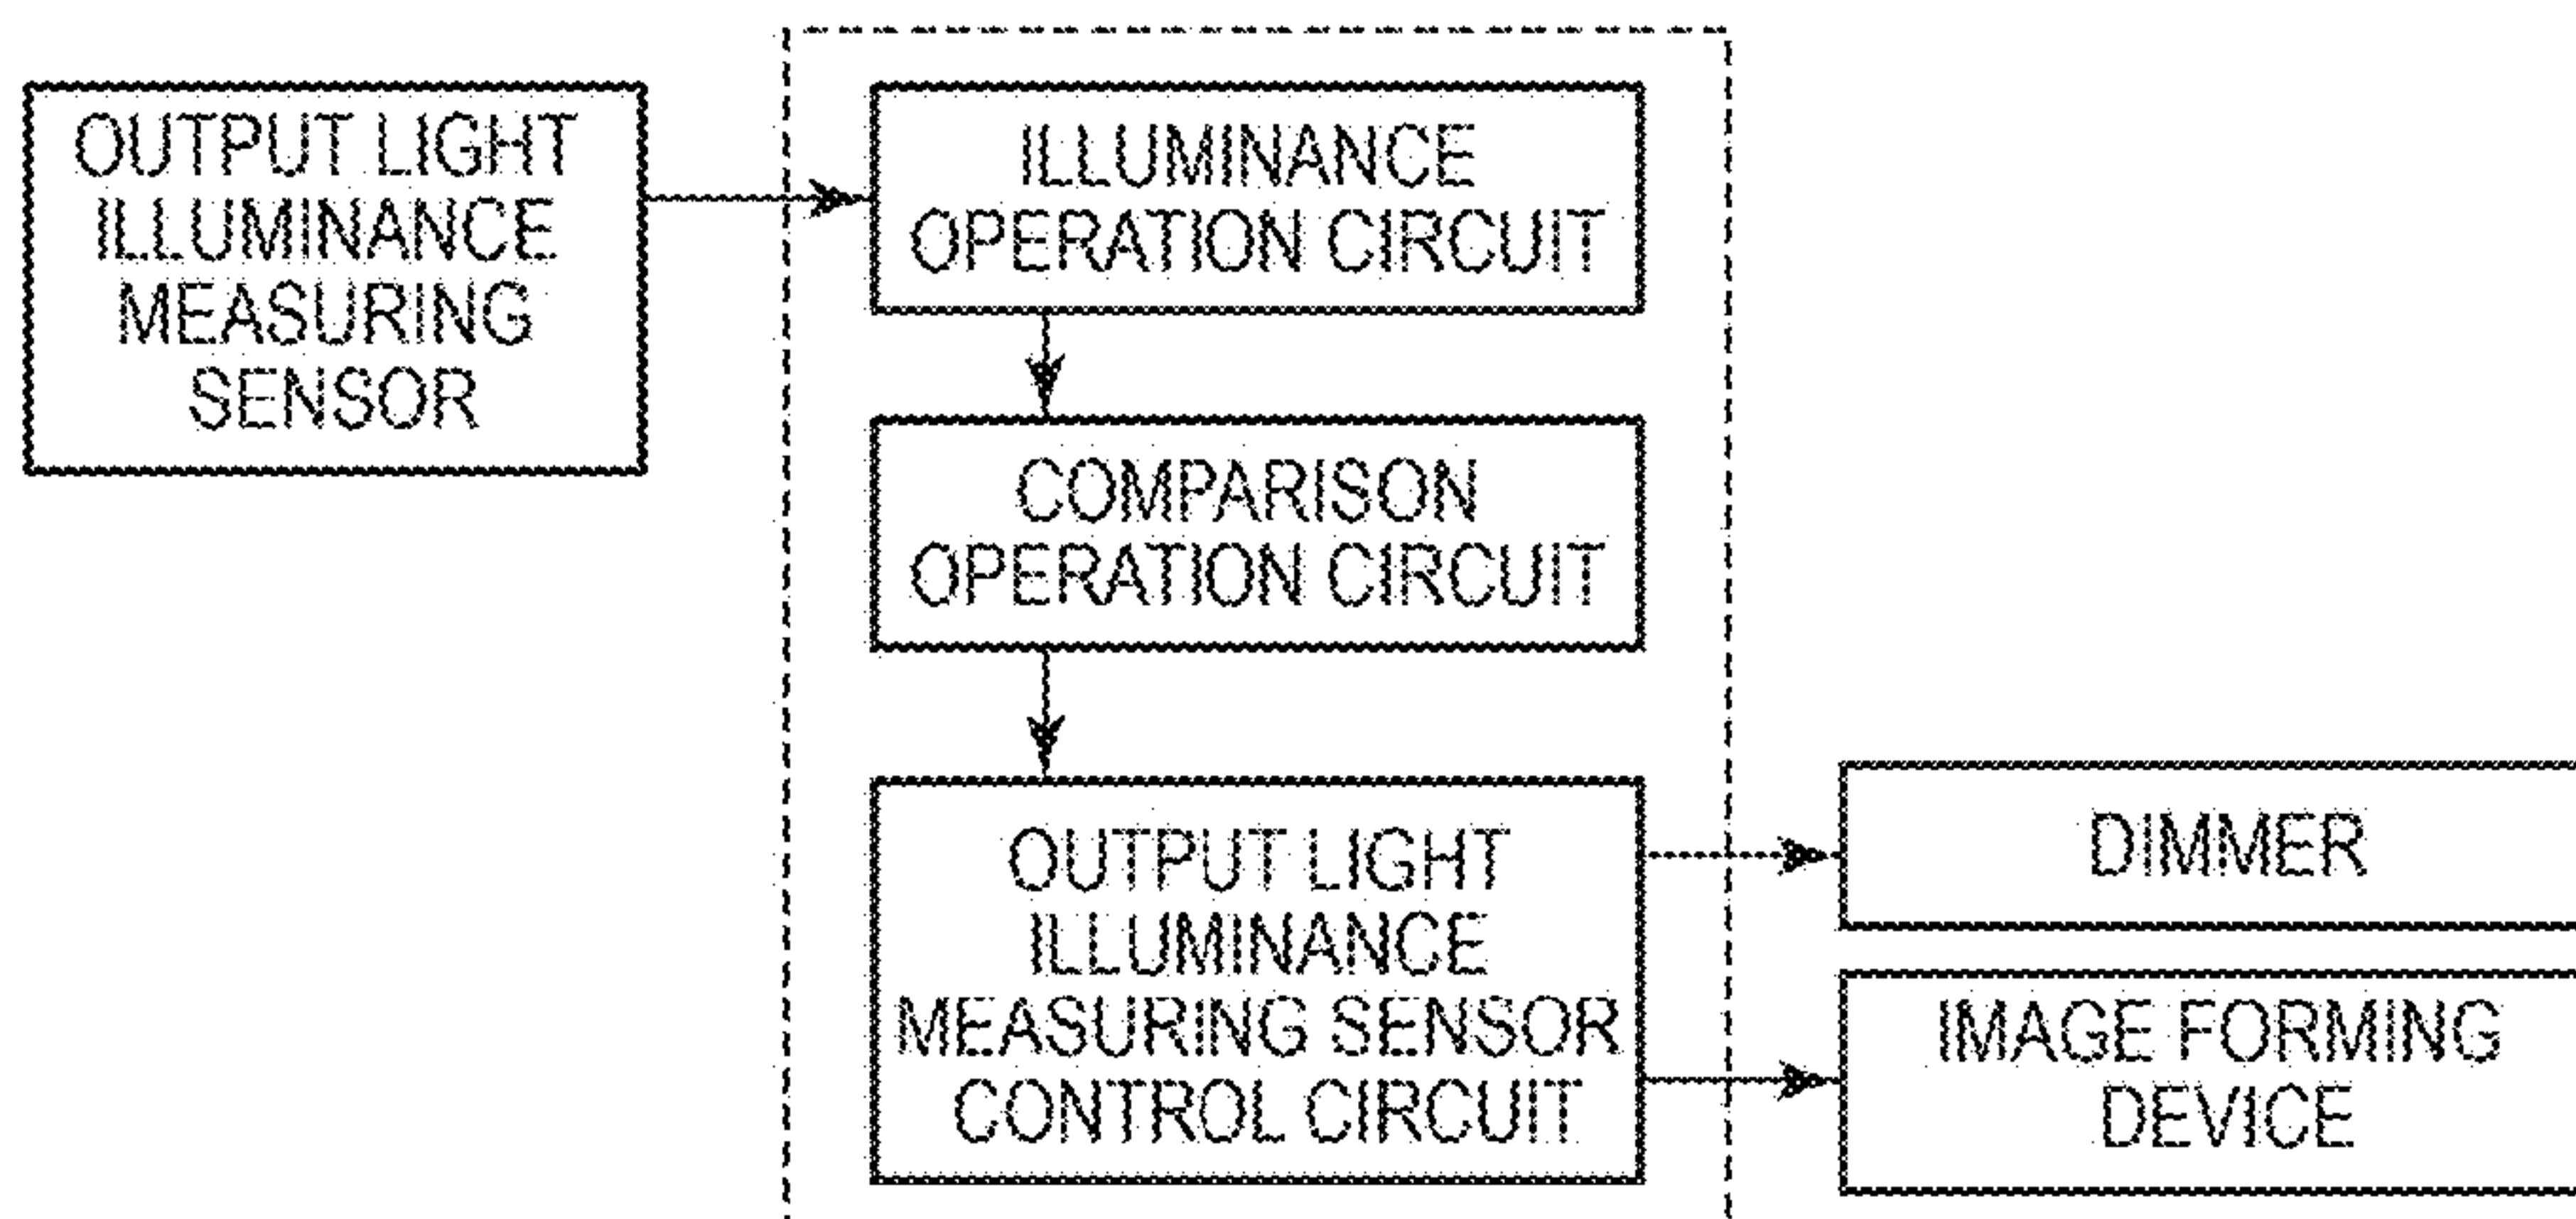 OUTPUT LIGHT
ILLUMINANCE
MEASURING
SENSOR
ILLUMINANCE
OPERATION CIRCUIT
COMPARISON
OPERATION CIRCUIT
OUTPUT LIGHT
ILLUMINANCE
MEASURING SENSOR
CONTROL CIRCUIT
DIMMER
IMAGE FORMING
DEVICE